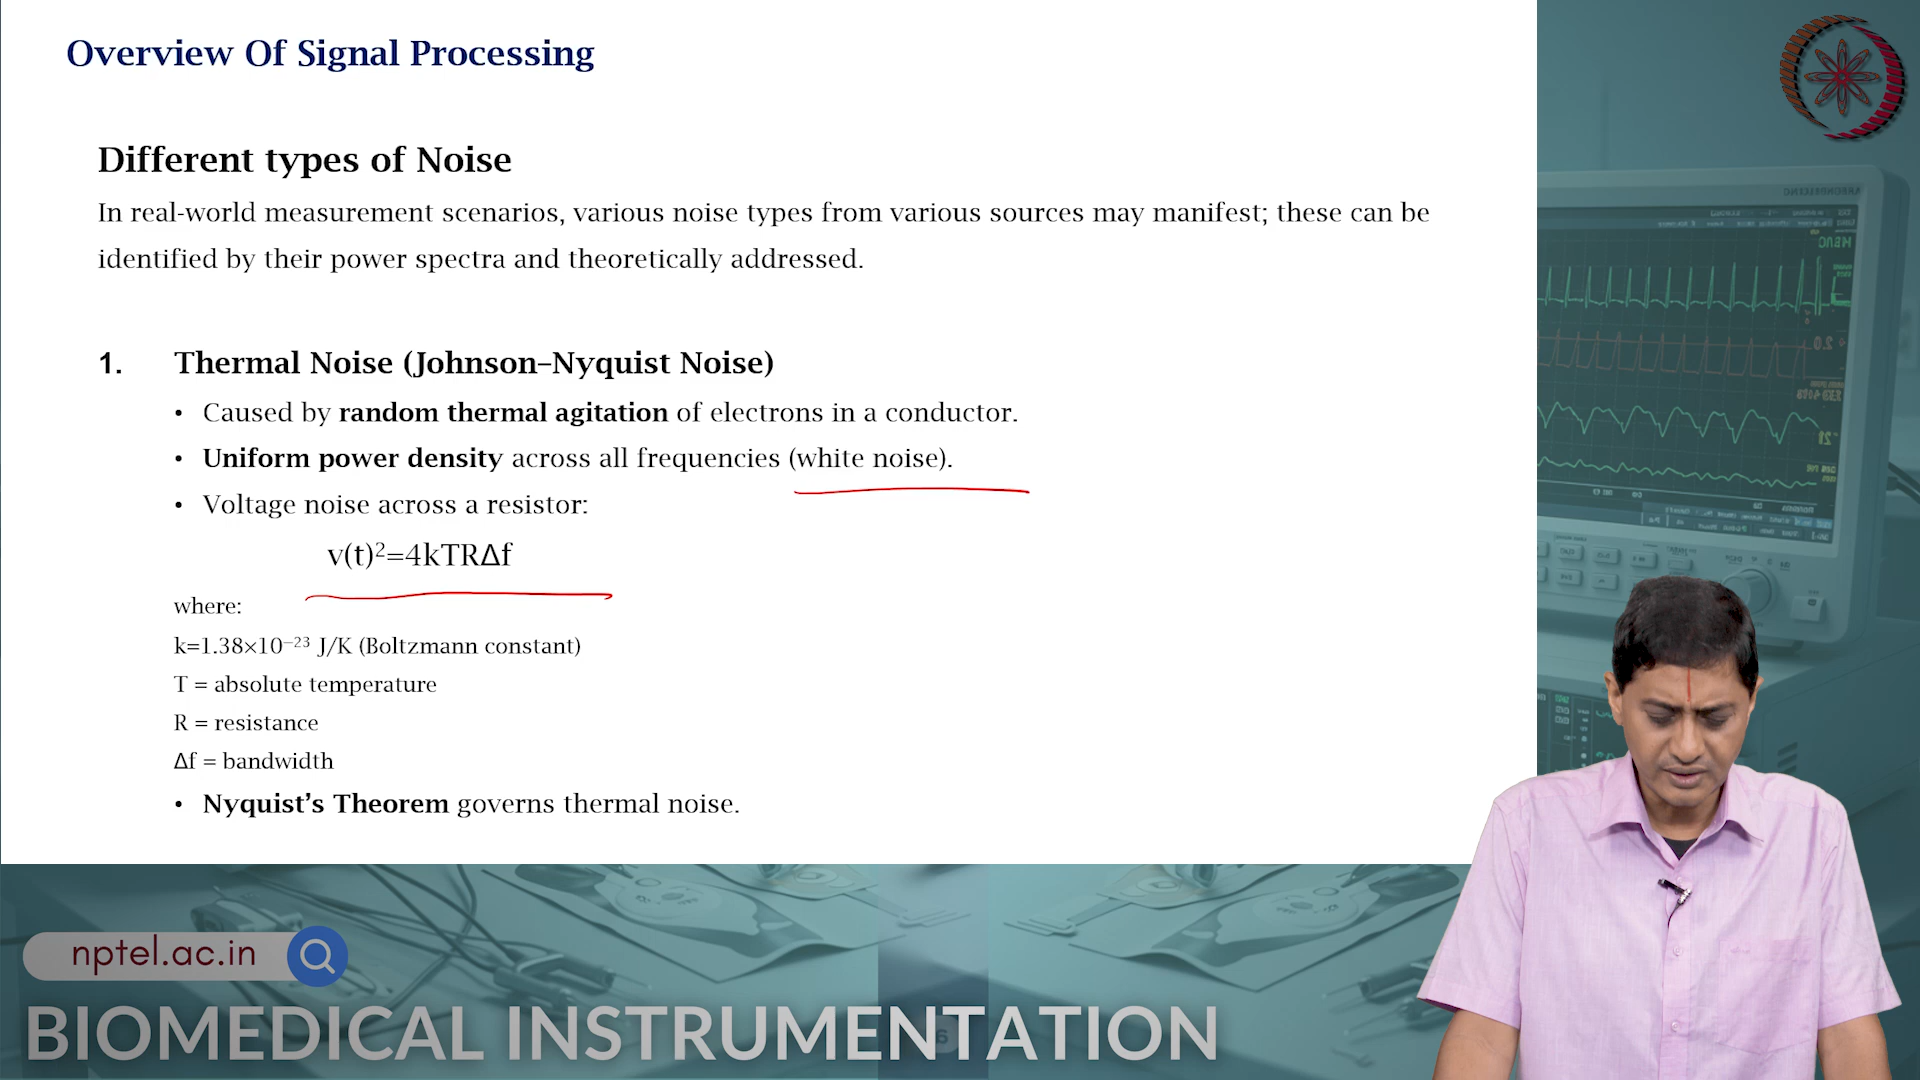 Overview Of Signal Processing
Different types of Noise
In real-world measurement scenarios, various noise types from various sources may manifest; these can be
identified by their power spectra and theoretically addressed.
1. Thermal Noise (Johnson–Nyquist Noise)
• Caused by random thermal agitation of electrons in a conductor.
• Uniform power density across all frequencies (white noise).
• Voltage noise across a resistor:
v(t)²=4kTRΔf
where:
k=1.38×10⁻²³ J/K (Boltzmann constant)
T = absolute temperature
R = resistance
Δf = bandwidth
• Nyquist’s Theorem governs thermal noise.
nptel.ac.in
BIOMEDICAL INSTRUMENTATION